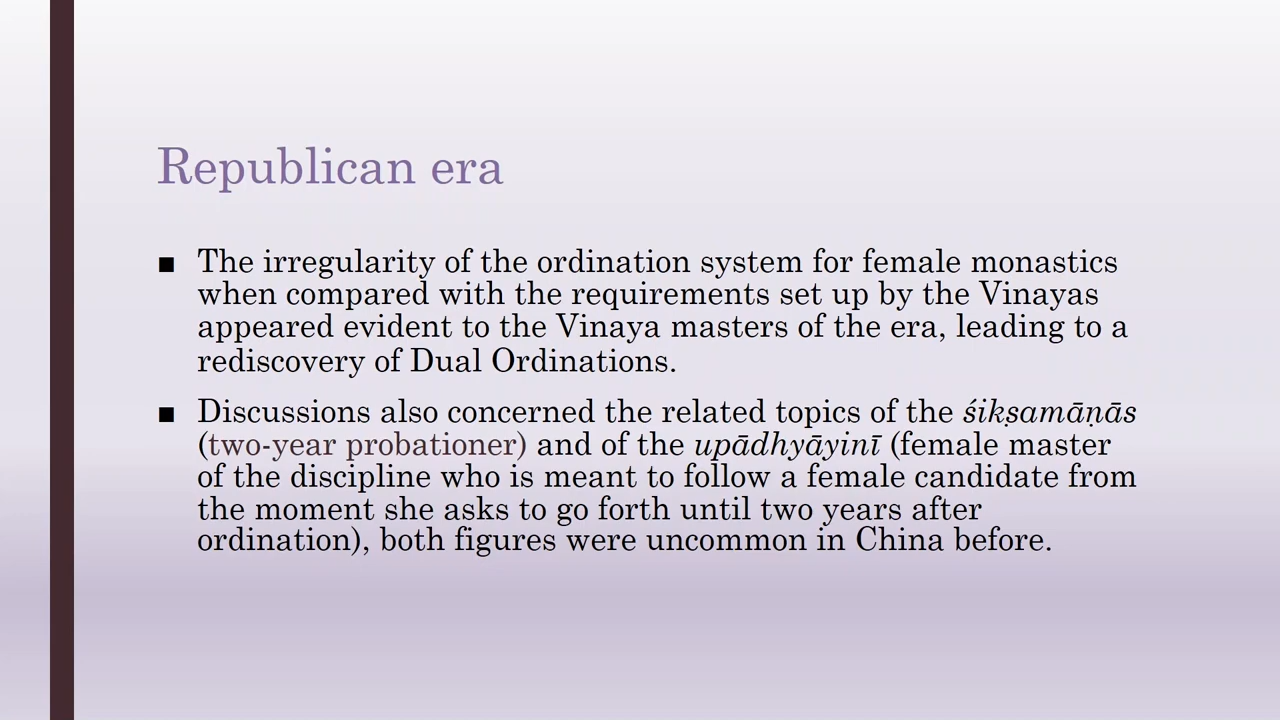 Republican era
■ The irregularity of the ordination system for female monastics
when compared with the requirements set up by the Vinayas
appeared evident to the Vinaya masters of the era, leading to a
rediscovery of Dual Ordinations.
■ Discussions also concerned the related topics of the śikṣamāṇās
(two-year probationer) and of the upādhyāyinī (female master
of the discipline who is meant to follow a female candidate from
the moment she asks to go forth until two years after
ordination), both figures were uncommon in China before.